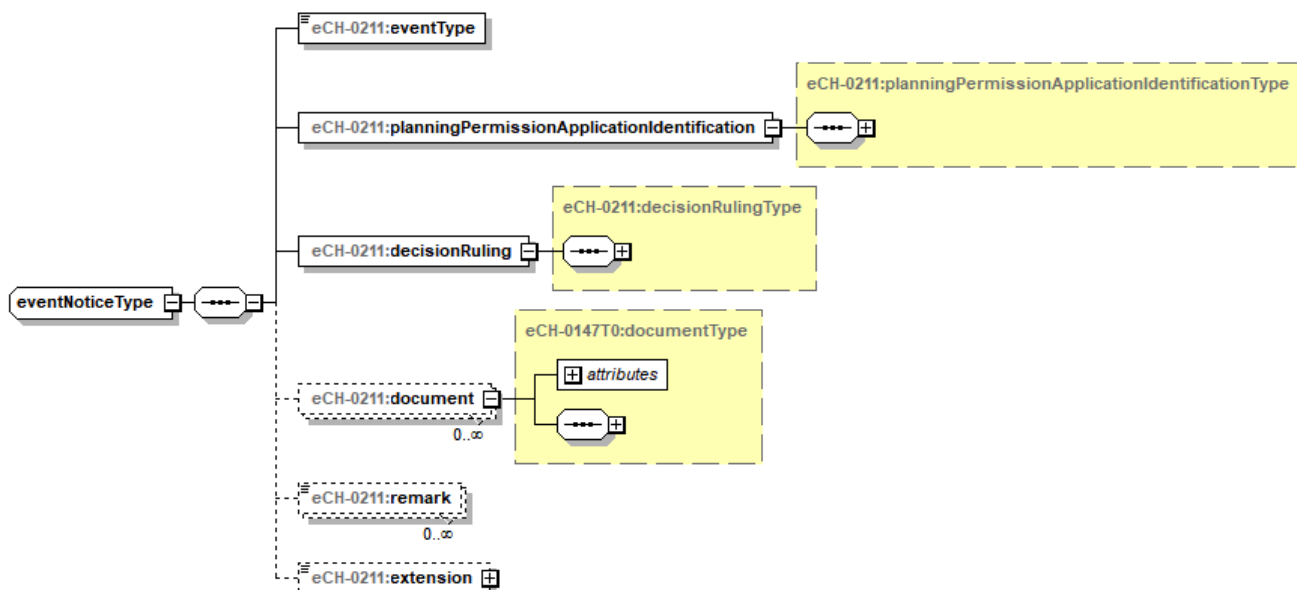 eCH-0211:eventType
eCH-0211:planningPermissionApplicationIdentificationType
eCH-0211:planningPermissionApplicationIdentification
eCH-0211:decisionRulingType
eCH-0211:decisionRuling
eventNoticeType
eCH-0147T0:documentType
attributes
eCH-0211:document
0..∞
eCH-0211:remark
0..∞
eCH-0211:extension